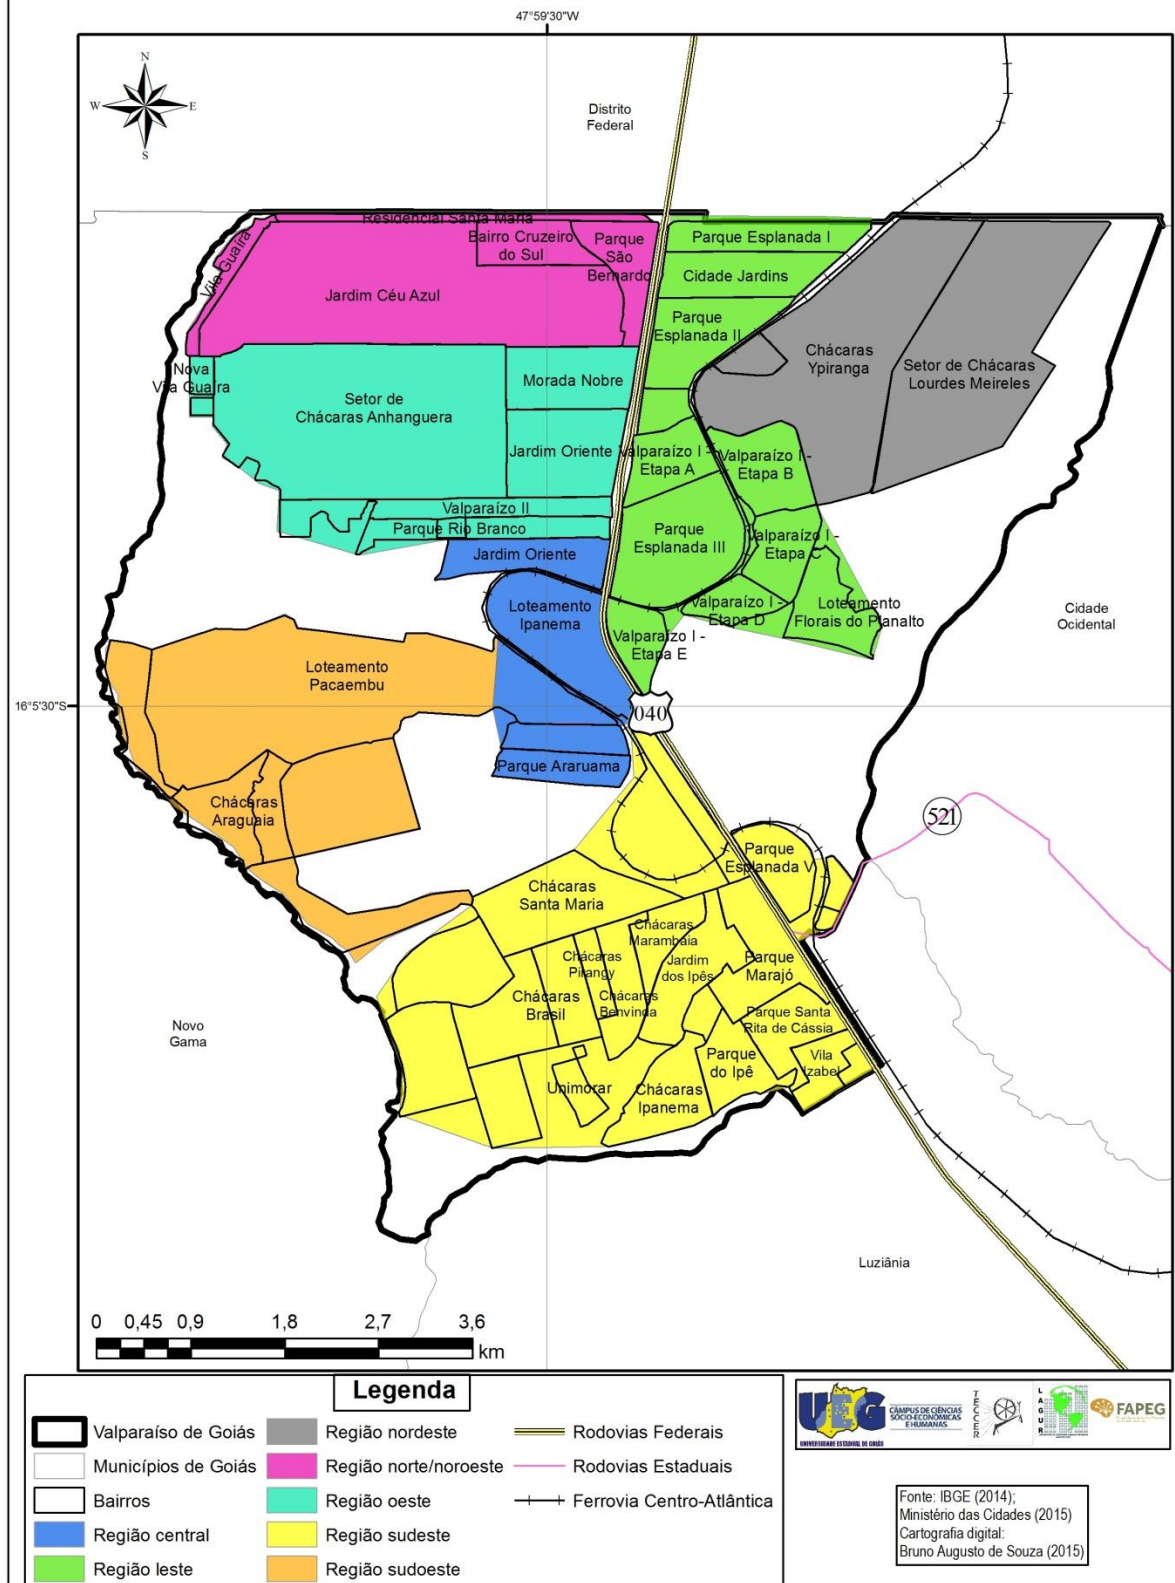 47°59'30"W
N
W
E
S
Distrito
Federal
Residencial Santa Maria
Bairro Cruzeiro
do Sul
Parque
São
Bernardo
Parque Esplanada I
Vila Guaíra
Cidade Jardins
Jardim Céu Azul
Parque
Esplanada II
Chácaras
Ypiranga
Setor de Chácaras
Lourdes Meireles
Nova
Vila Guaíra
Morada Nobre
Setor de
Chácaras Anhanguera
Jardim Oriente
Valparaízo I -
Etapa A
Valparaízo I -
Etapa B
Valparaízo II
Parque Rio Branco
Parque
Esplanada III
Valparaízo I -
Etapa C
Jardim Oriente
Loteamento
Ipanema
Valparaízo I -
Etapa D
Loteamento
Florais do Planalto
Cidade
Ocidental
Valparaízo I -
Etapa E
Loteamento
Pacaembu
16°5'30"S
040
Parque Araruama
Chácaras
Araguaia
521
Parque
Esplanada V
Chácaras
Santa Maria
Chácaras
Marambaia
Chácaras
Pirangy
Jardim
dos Ipês
Parque
Marajó
Chácaras
Brasil
Chácaras
Benvinda
Parque Santa
Rita de Cássia
Novo
Gama
Parque
do Ipê
Vila
Izabel
Unimorar
Chácaras
Ipanema
Luziânia
0 0,45 0,9 1,8 2,7 3,6
km
Legenda
Valparaíso de Goiás
Municípios de Goiás
Bairros
Região central
Região leste
Região nordeste
Região norte/noroeste
Região oeste
Região sudeste
Região sudoeste
Rodovias Federais
Rodovias Estaduais
Ferrovia Centro-Atlântica
UEG
UNIVERSIDADE ESTADUAL DE GOIÁS
CÂMPUS DE CIÊNCIAS
SÓCIO-ECONÔMICAS
E HUMANAS
TECCER
LAGUR
FAPEG
Fonte: IBGE (2014);
Ministério das Cidades (2015)
Cartografia digital:
Bruno Augusto de Souza (2015)